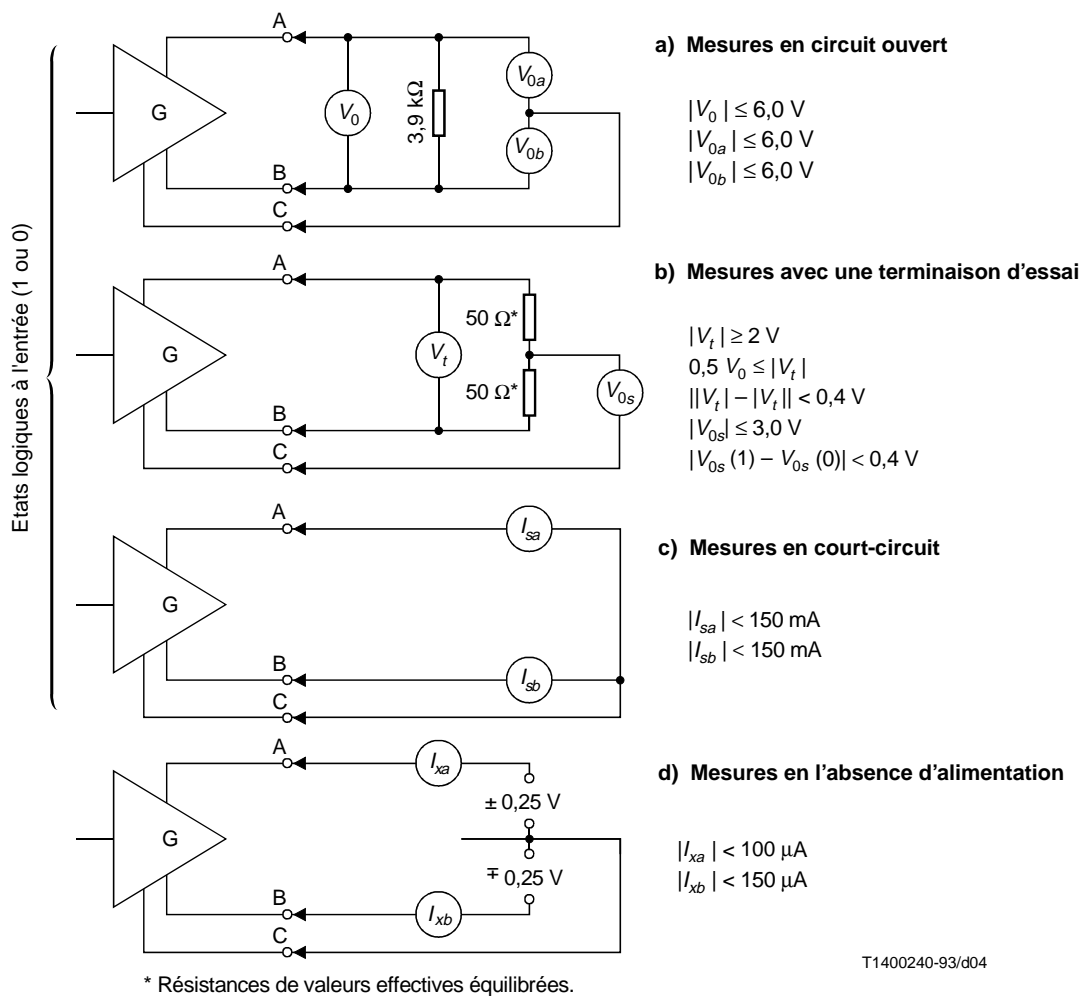 Etats logiques à l'entrée (1 ou 0)
A
G
V0
3,9 kΩ
V0a
V0b
B
C
a) Mesures en circuit ouvert
|V0| ≤ 6,0 V
|V0a| ≤ 6,0 V
|V0b| ≤ 6,0 V
A
G
Vt
50 Ω*
50 Ω*
V0s
B
C
b) Mesures avec une terminaison d'essai
|Vt| ≥ 2 V
0,5 V0 ≤ |Vt|
||Vt| – |Vt|| < 0,4 V
|V0s| ≤ 3,0 V
|V0s (1) – V0s (0)| < 0,4 V
A
G
Isa
B
Isb
C
c) Mesures en court-circuit
|Isa| < 150 mA
|Isb| < 150 mA
A
G
Ixa
± 0,25 V
∓ 0,25 V
B
Ixb
C
d) Mesures en l'absence d'alimentation
|Ixa| < 100 µA
|Ixb| < 150 µA
T1400240-93/d04
* Résistances de valeurs effectives équilibrées.